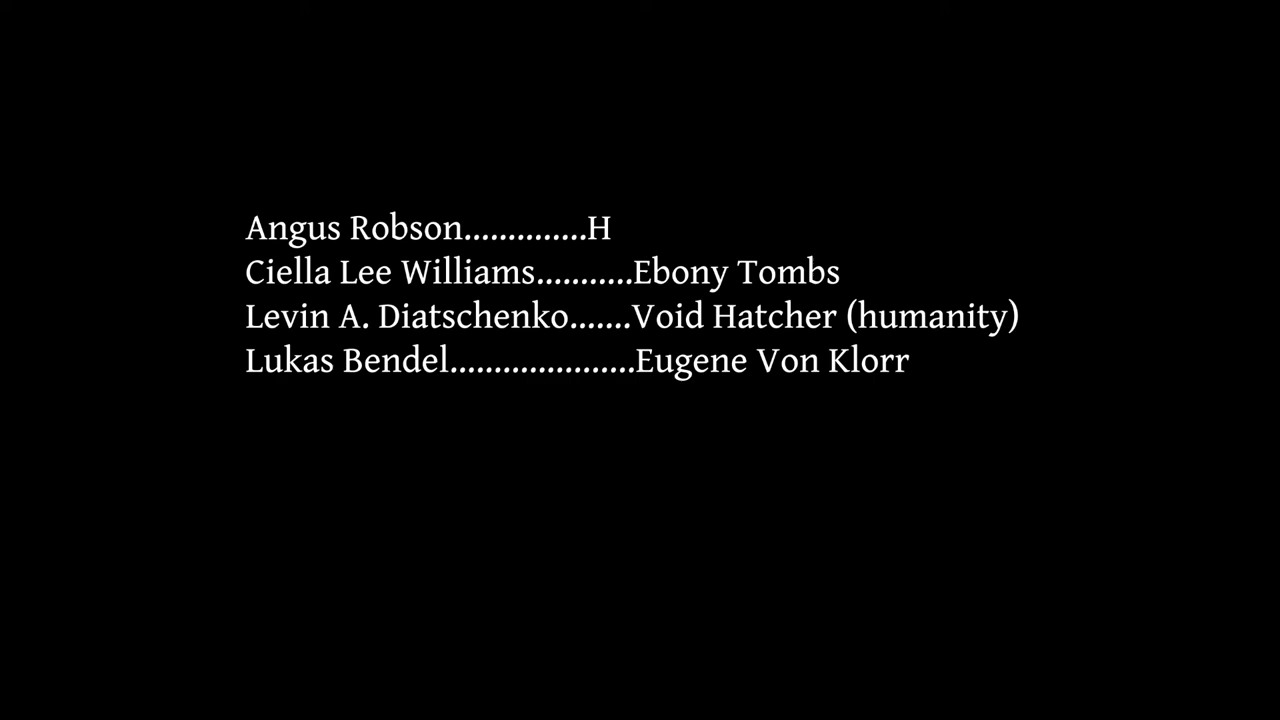 Angus Robson..............H
Ciella Lee Williams...........Ebony Tombs
Levin A. Diatschenko.......Void Hatcher (humanity)
Lukas Bendel.....................Eugene Von Klorr